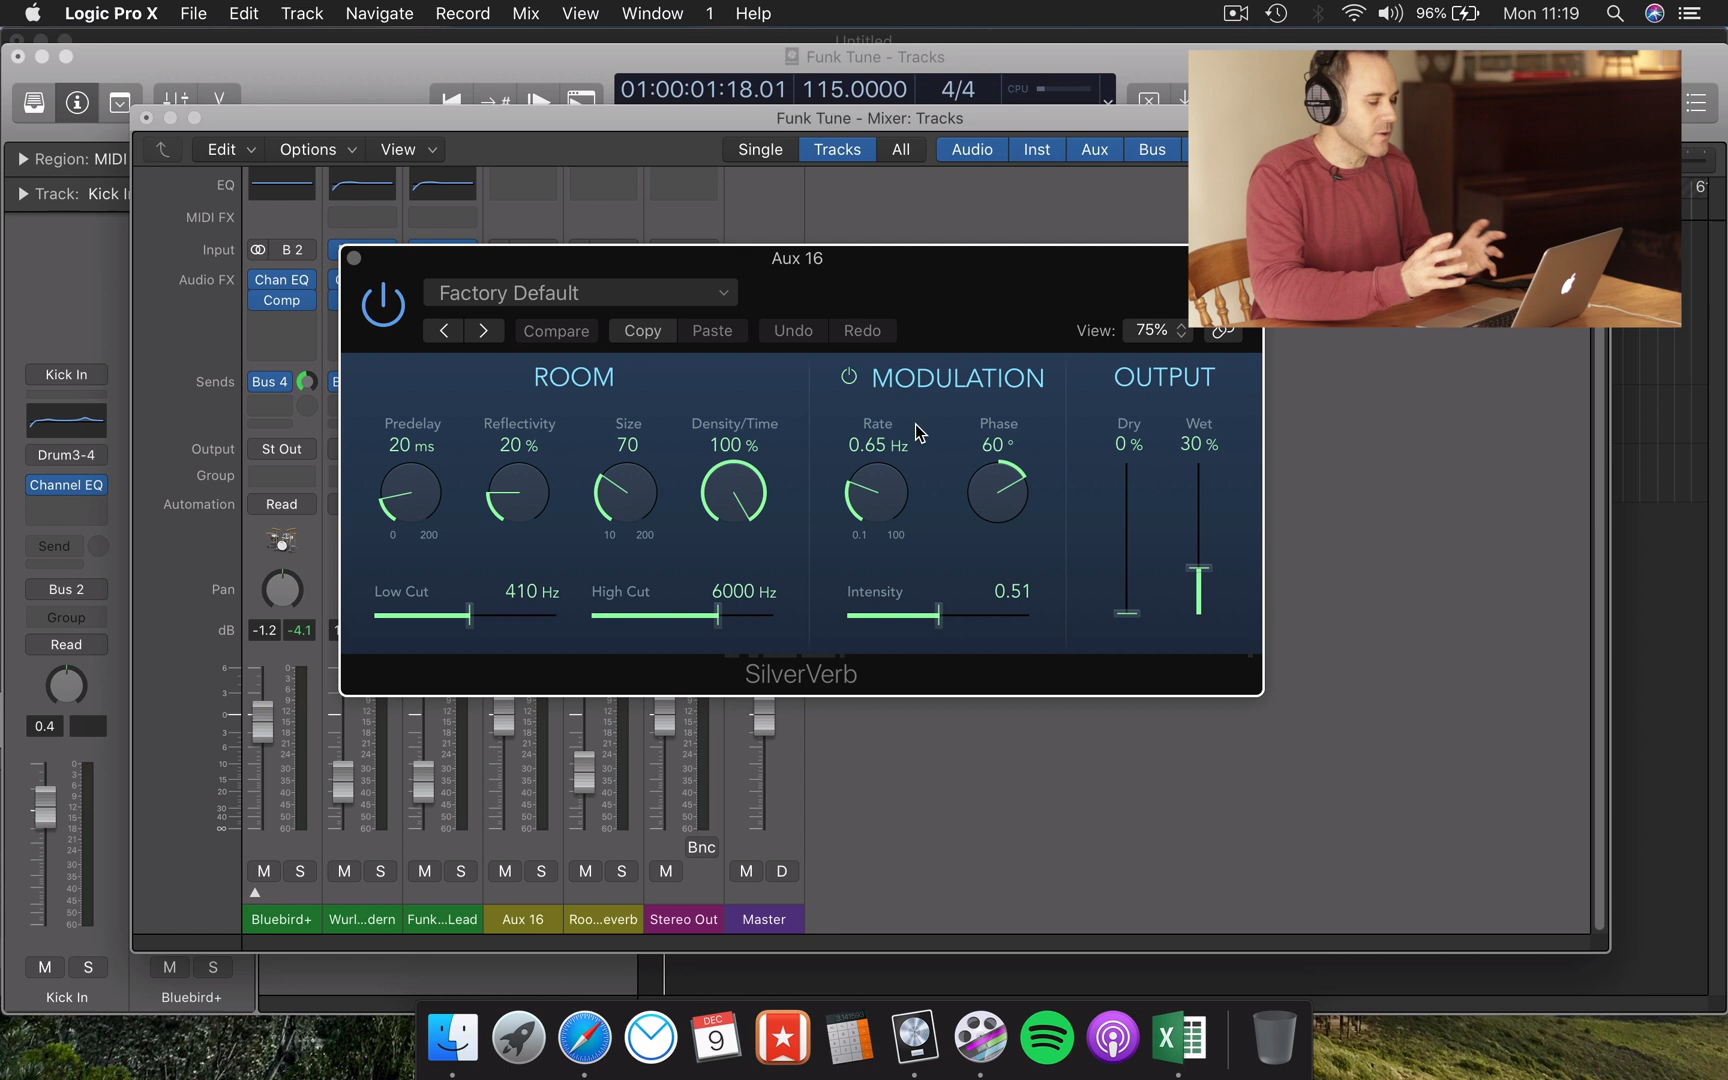 Logic Pro X File Edit Track Navigate Record Mix View Window 1 Help 96% Mon 11:19
Untitled
Funk Tune - Tracks
01:00:01:18.01 115.0000 4/4 CPU
Funk Tune - Mixer: Tracks
Region: MIDI
Track: Kick I
Edit Options View Single Tracks All Audio Inst Aux Bus
6
EQ
MIDI FX
Input B 2
Audio FX Chan EQ
Comp
Sends Bus 4
Output St Out
Group
Automation Read
Pan
dB -1.2 -4.1
Kick In
Drum3-4
Channel EQ
Send
Bus 2
Group
Read
0.4
Aux 16
Factory Default
Compare Copy Paste Undo Redo View: 75%
ROOM MODULATION OUTPUT
Predelay Reflectivity Size Density/Time Rate Phase Dry Wet
20 ms 20 % 70 100 % 0.65 Hz 60 ° 0 % 30 %
0 200 10 200 0.1 100
Low Cut 410 Hz High Cut 6000 Hz Intensity 0.51
SilverVerb
Bnc
M S M S M S M S M S M M D
Bluebird+ Wurl...dern Funk...Lead Aux 16 Roo...everb Stereo Out Master
M S M S
Kick In Bluebird+
DEC
9
3.141593
X